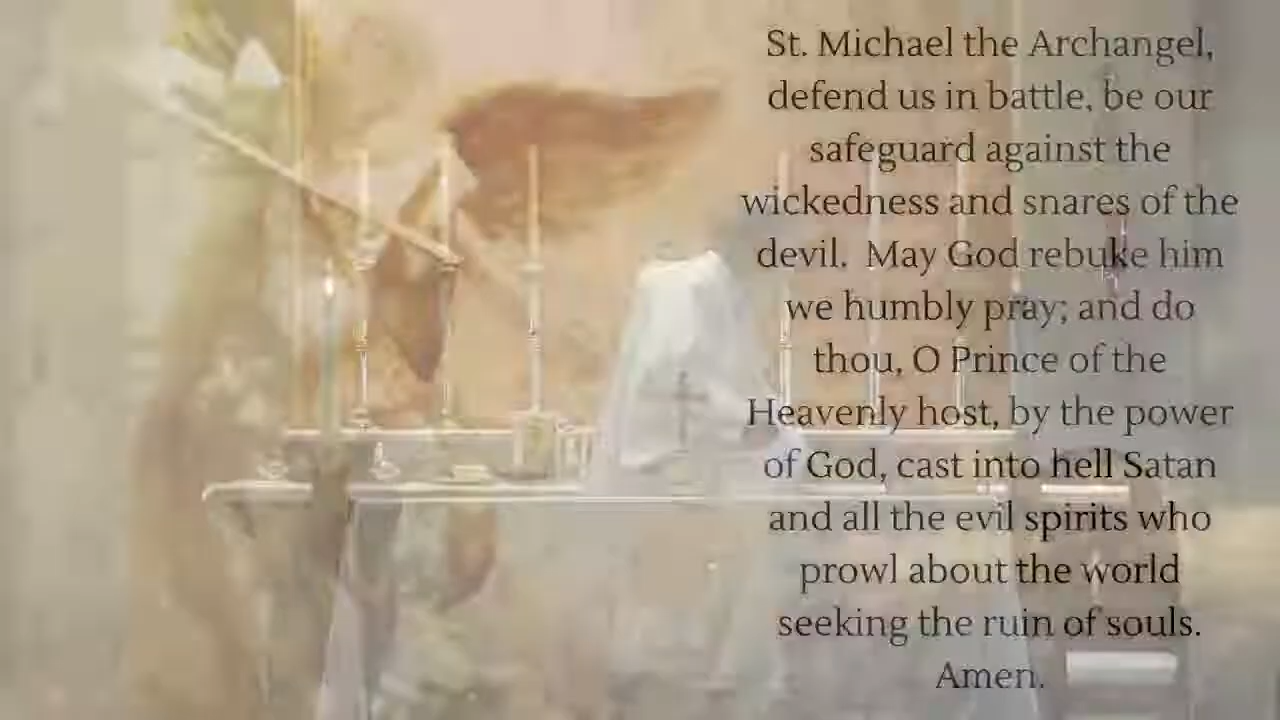 St. Michael the Archangel,
defend us in battle, be our
safeguard against the
wickedness and snares of the
devil.  May God rebuke him
we humbly pray; and do
thou, O Prince of the
Heavenly host, by the power
of God, cast into hell Satan
and all the evil spirits who
prowl about the world
seeking the ruin of souls.
Amen.